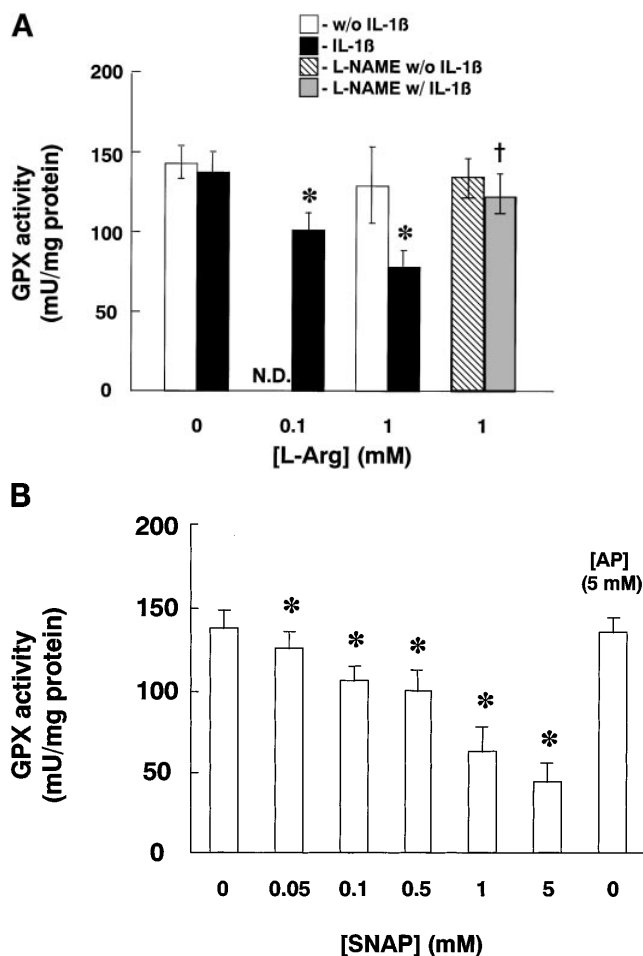 A
- w/o IL-1ß
- IL-1ß
- L-NAME w/o IL-1ß
- L-NAME w/ IL-1ß
GPX activity
(mU/mg protein)
200
150
100
50
0
*
*
†
N.D.
0 0.1 1 1
[L-Arg] (mM)
B
GPX activity
(mU/mg protein)
200
150
100
50
0
[AP]
(5 mM)
*
*
*
*
*
0 0.05 0.1 0.5 1 5 0
[SNAP] (mM)